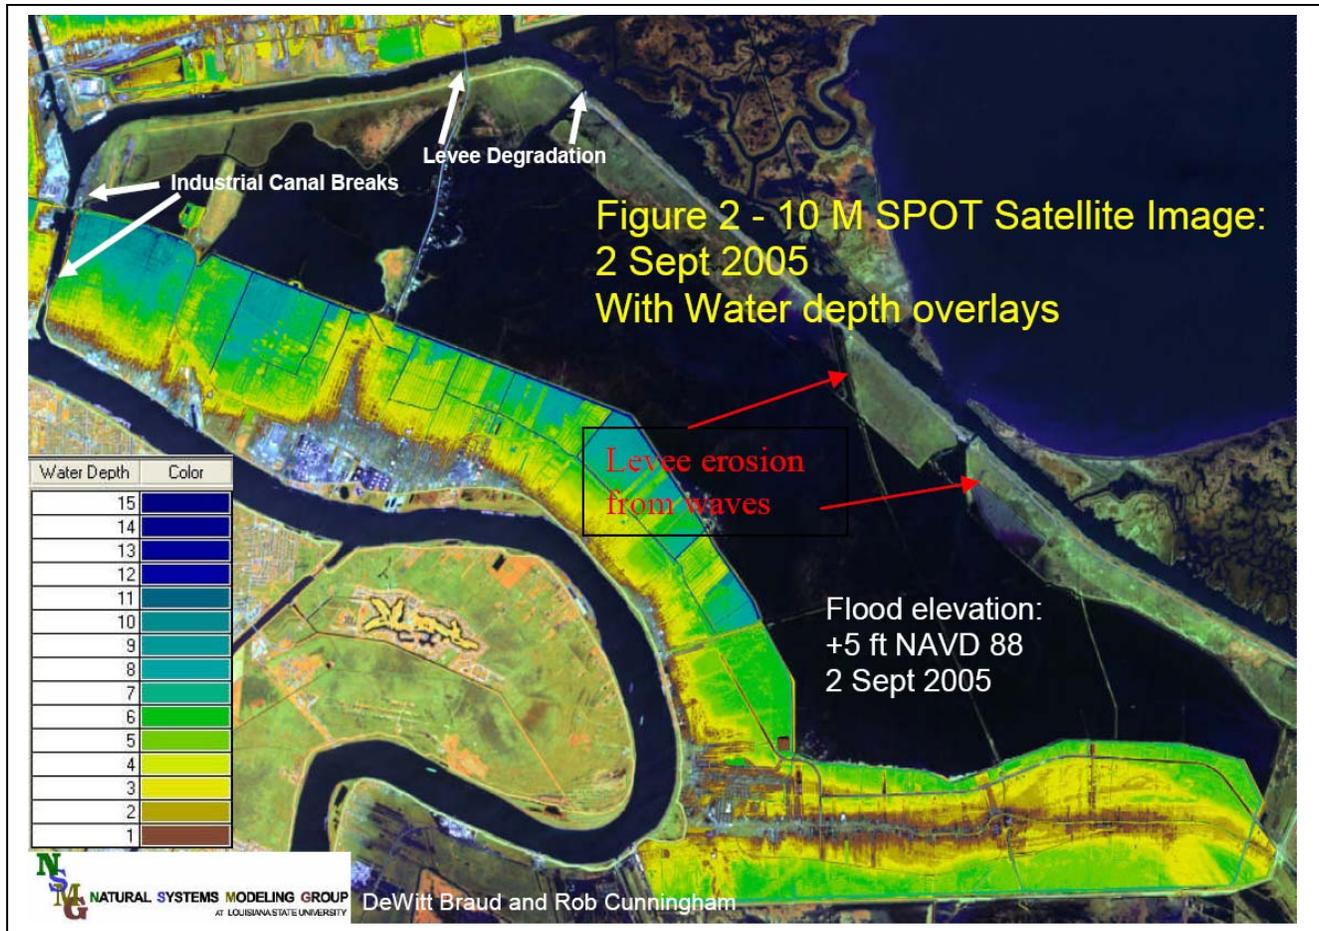 Levee Degradation
Industrial Canal Breaks
Figure 2 - 10 M SPOT Satellite Image:
2 Sept 2005
With Water depth overlays
Levee erosion
from waves
Water Depth Color
15
14
13
12
11
10
9
8
7
6
5
4
3
2
1
Flood elevation:
+5 ft NAVD 88
2 Sept 2005
NSMG
NATURAL SYSTEMS MODELING GROUP
AT LOUISIANA STATE UNIVERSITY
DeWitt Braud and Rob Cunningham